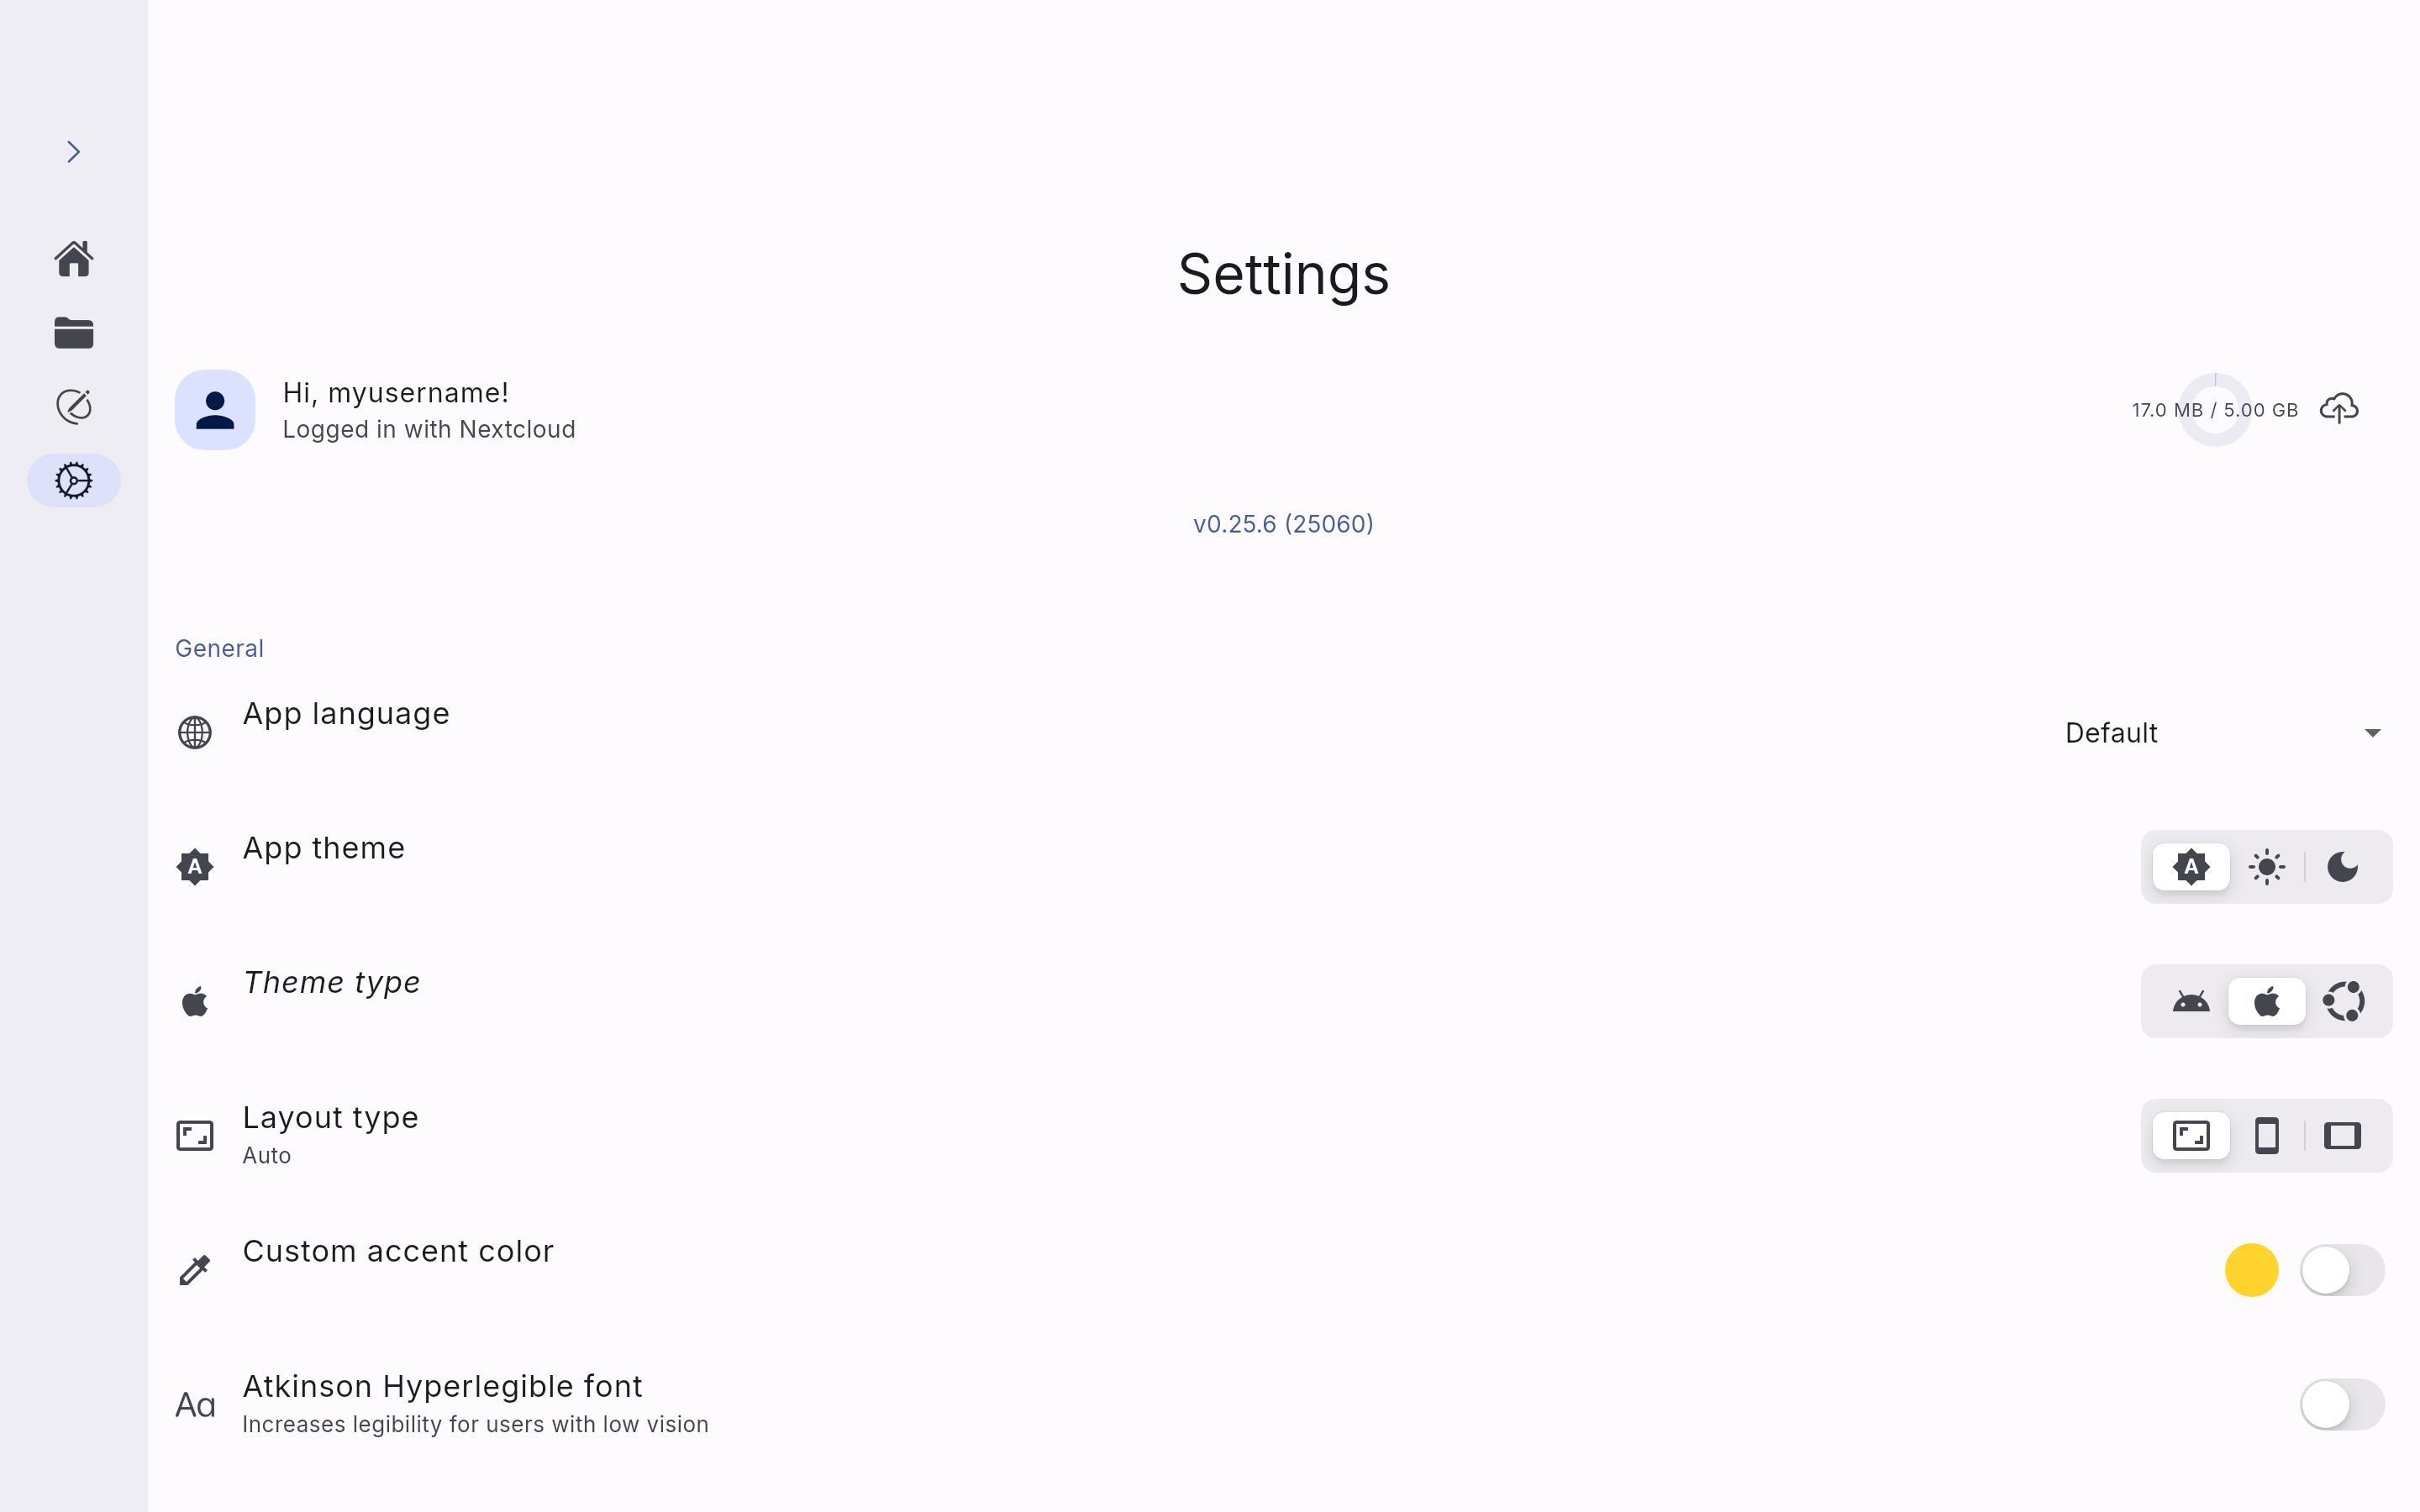 Settings
Hi, myusername!
Logged in with Nextcloud
17.0 MB / 5.00 GB
v0.25.6 (25060)
General
App language
Default
App theme
Theme type
Layout type
Auto
Custom accent color
Aa
Atkinson Hyperlegible font
Increases legibility for users with low vision